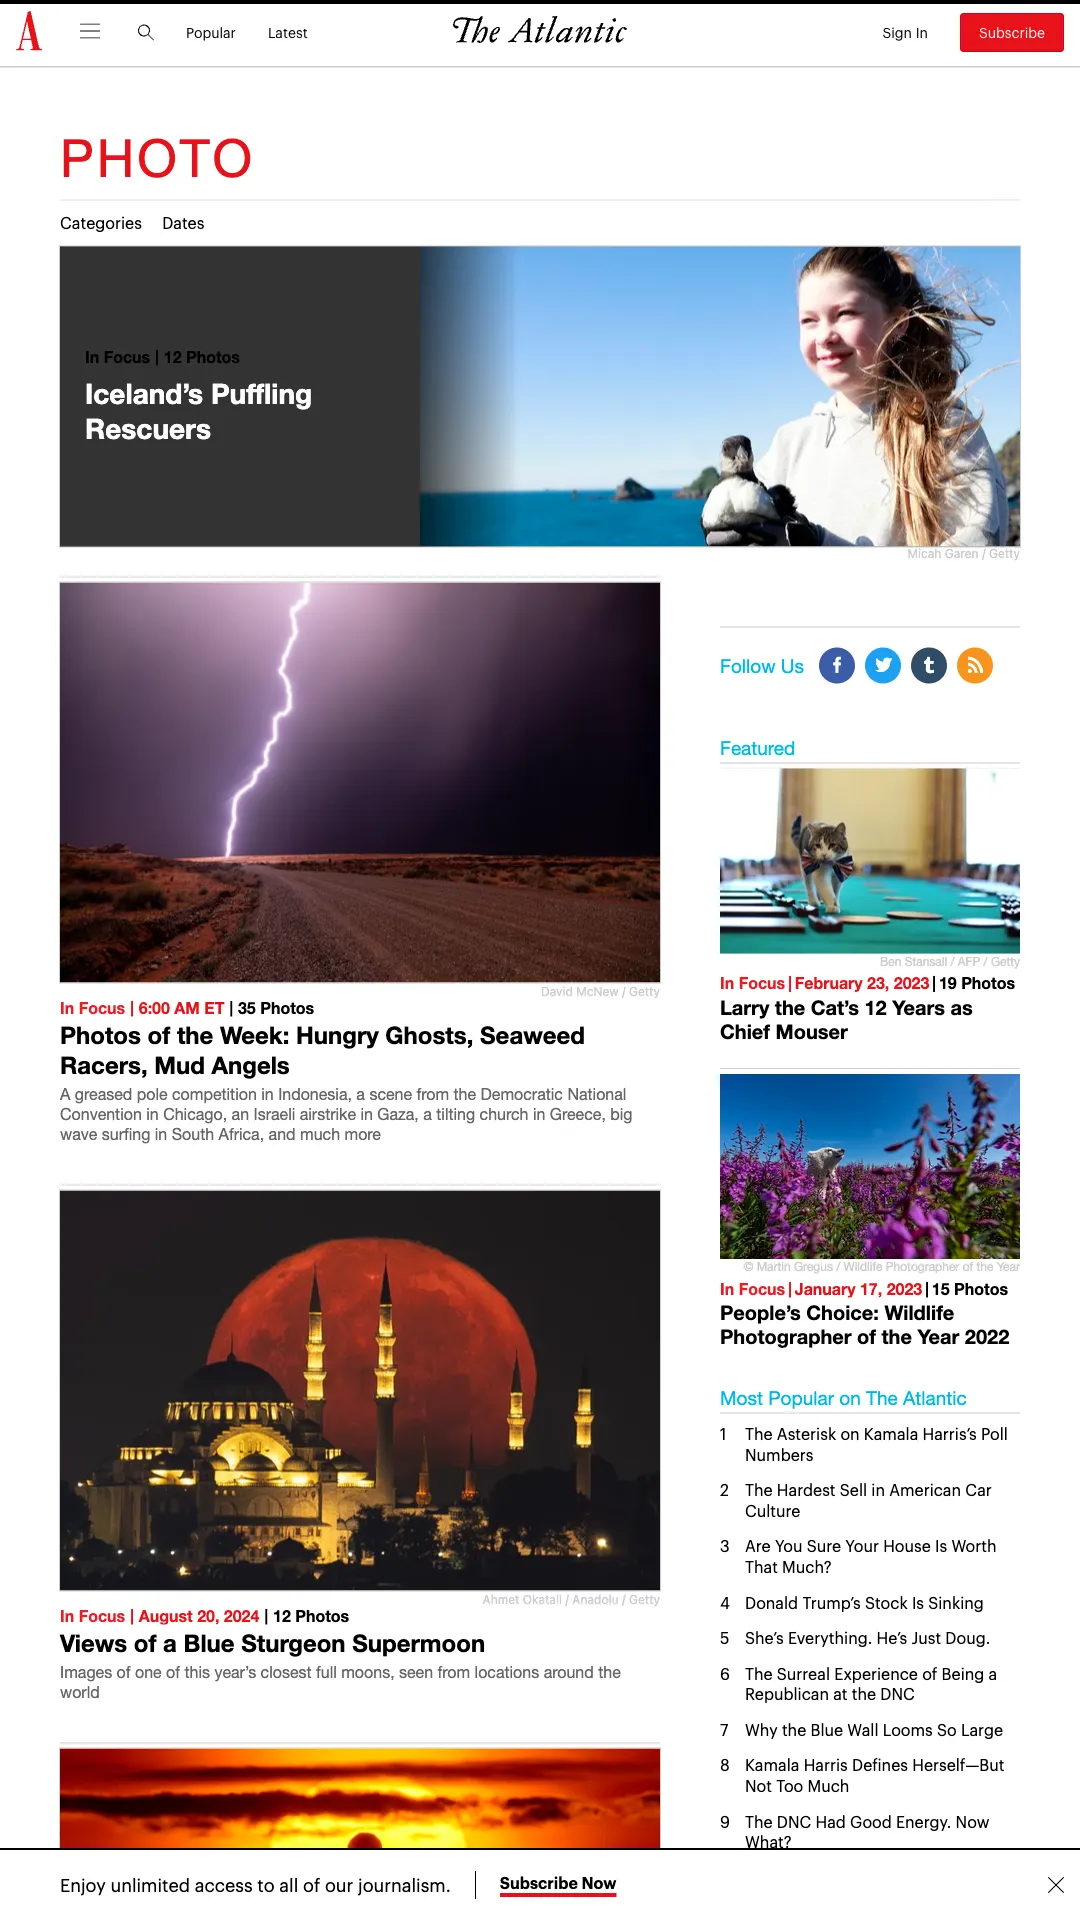 A
Popular
Latest
The Atlantic
Sign In
Subscribe
PHOTO
Categories
Dates
In Focus | 12 Photos
Iceland’s Puffling
Rescuers
Micah Garen / Getty
David McNew / Getty
In Focus | 6:00 AM ET | 35 Photos
Photos of the Week: Hungry Ghosts, Seaweed
Racers, Mud Angels
A greased pole competition in Indonesia, a scene from the Democratic National
Convention in Chicago, an Israeli airstrike in Gaza, a tilting church in Greece, big
wave surfing in South Africa, and much more
Ahmet Okatali / Anadolu / Getty
In Focus | August 20, 2024 | 12 Photos
Views of a Blue Sturgeon Supermoon
Images of one of this year’s closest full moons, seen from locations around the
world
Follow Us
Featured
Ben Stansall / AFP / Getty
In Focus | February 23, 2023 | 19 Photos
Larry the Cat’s 12 Years as
Chief Mouser
© Martin Gregus / Wildlife Photographer of the Year
In Focus | January 17, 2023 | 15 Photos
People’s Choice: Wildlife
Photographer of the Year 2022
Most Popular on The Atlantic
1 The Asterisk on Kamala Harris’s Poll
Numbers
2 The Hardest Sell in American Car
Culture
3 Are You Sure Your House Is Worth
That Much?
4 Donald Trump’s Stock Is Sinking
5 She’s Everything. He’s Just Doug.
6 The Surreal Experience of Being a
Republican at the DNC
7 Why the Blue Wall Looms So Large
8 Kamala Harris Defines Herself—But
Not Too Much
9 The DNC Had Good Energy. Now
What?
Enjoy unlimited access to all of our journalism.
Subscribe Now